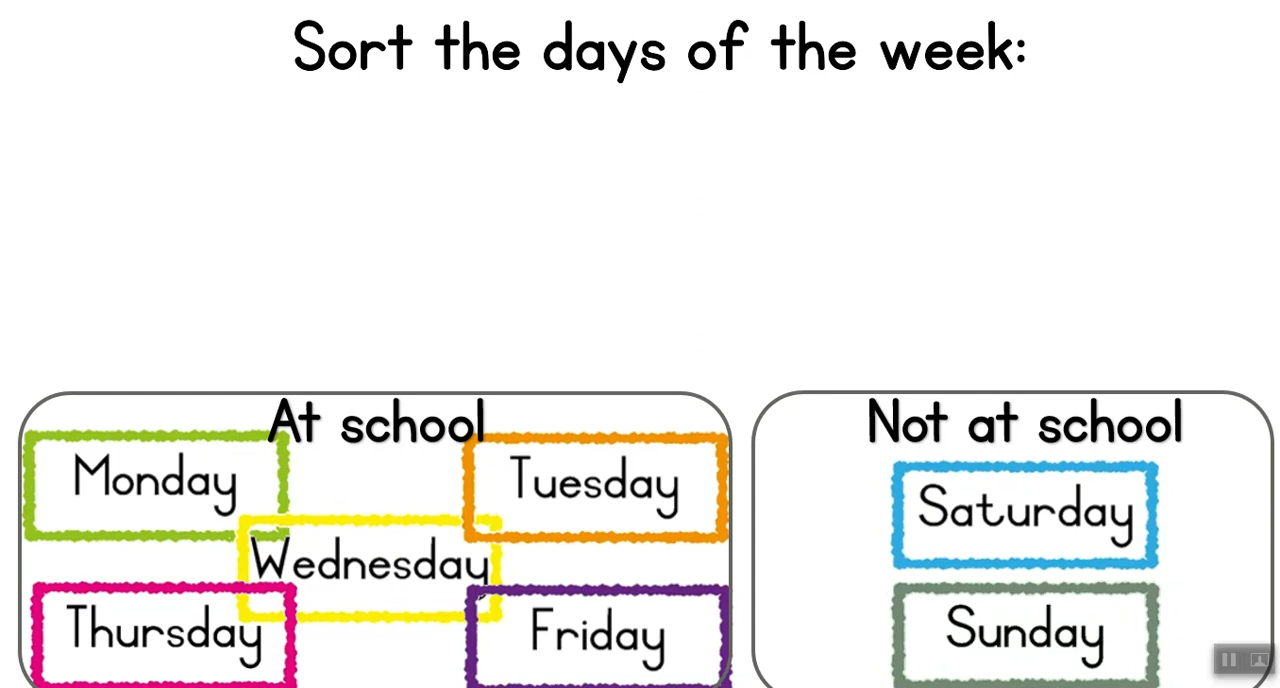 Sort the days of the week:
At school
Monday
Tuesday
Wednesday
Thursday
Friday
Not at school
Saturday
Sunday